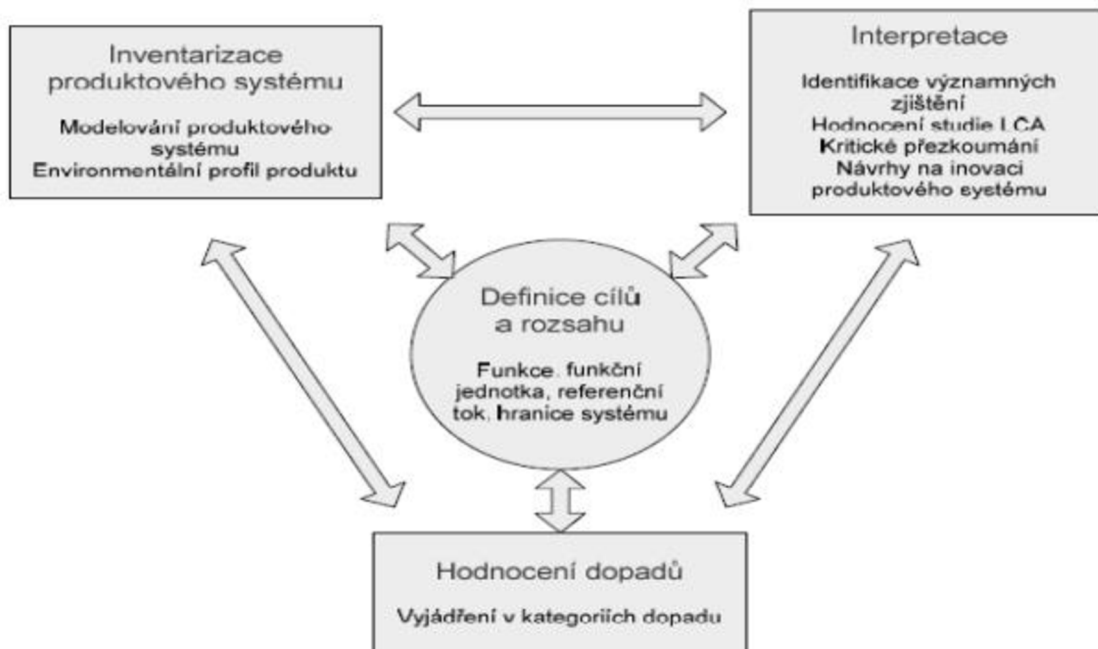 Inventarizace
produktového systému
Modelování produktového
systému
Environmentální profil produktu
Interpretace
Identifikace významných
zjištění
Hodnocení studie LCA
Kritické přezkoumání
Návrhy na inovaci
produktového systému
Definice cílů
a rozsahu
Funkce, funkční
jednotka, referenční
tok, hranice systému
Hodnocení dopadů
Vyjádření v kategoriích dopadu